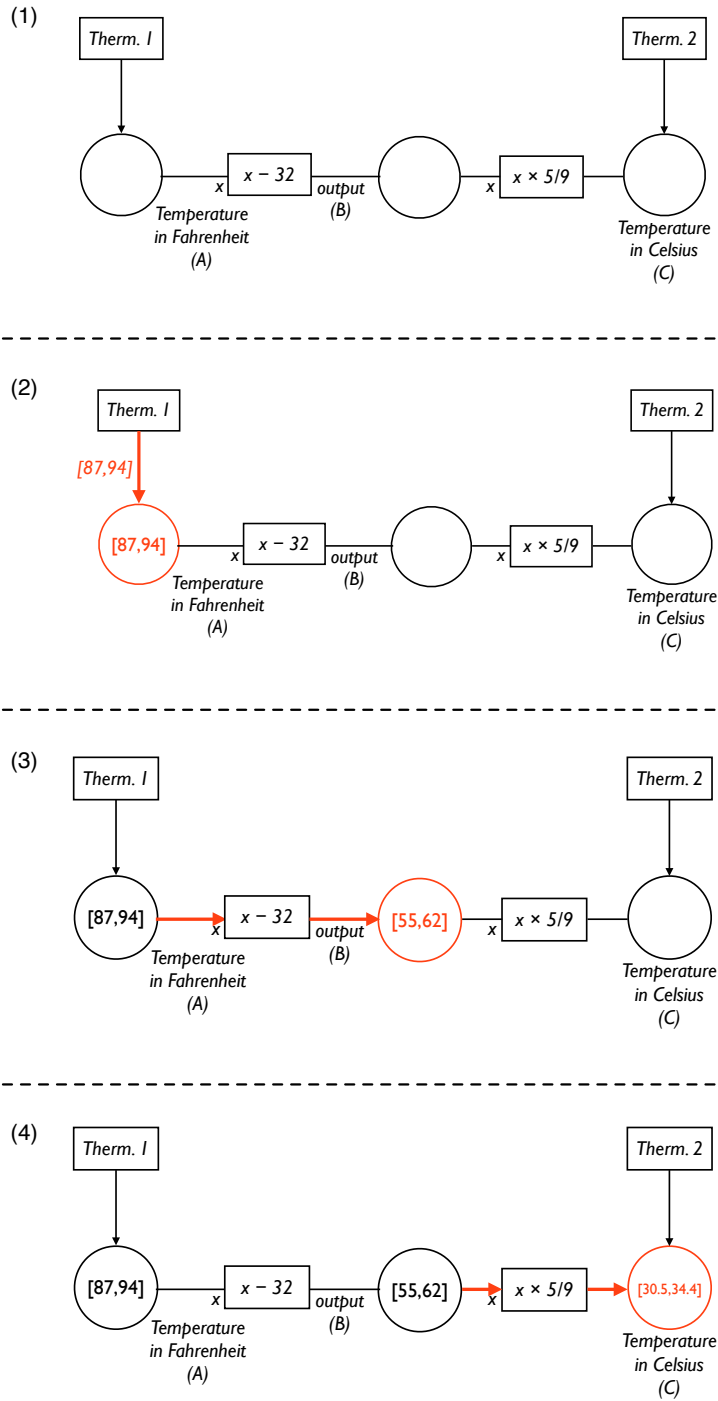 (1)
Therm. 1
Therm. 2
x − 32
x × 5/9
x
output
(B)
x
Temperature
in Fahrenheit
(A)
Temperature
in Celsius
(C)
(2)
Therm. 1
Therm. 2
[87,94]
[87,94]
x − 32
x × 5/9
x
output
(B)
x
Temperature
in Fahrenheit
(A)
Temperature
in Celsius
(C)
(3)
Therm. 1
Therm. 2
[87,94]
x − 32
[55,62]
x × 5/9
x
output
(B)
x
Temperature
in Fahrenheit
(A)
Temperature
in Celsius
(C)
(4)
Therm. 1
Therm. 2
[87,94]
x − 32
[55,62]
x × 5/9
[30.5,34.4]
x
output
(B)
x
Temperature
in Fahrenheit
(A)
Temperature
in Celsius
(C)